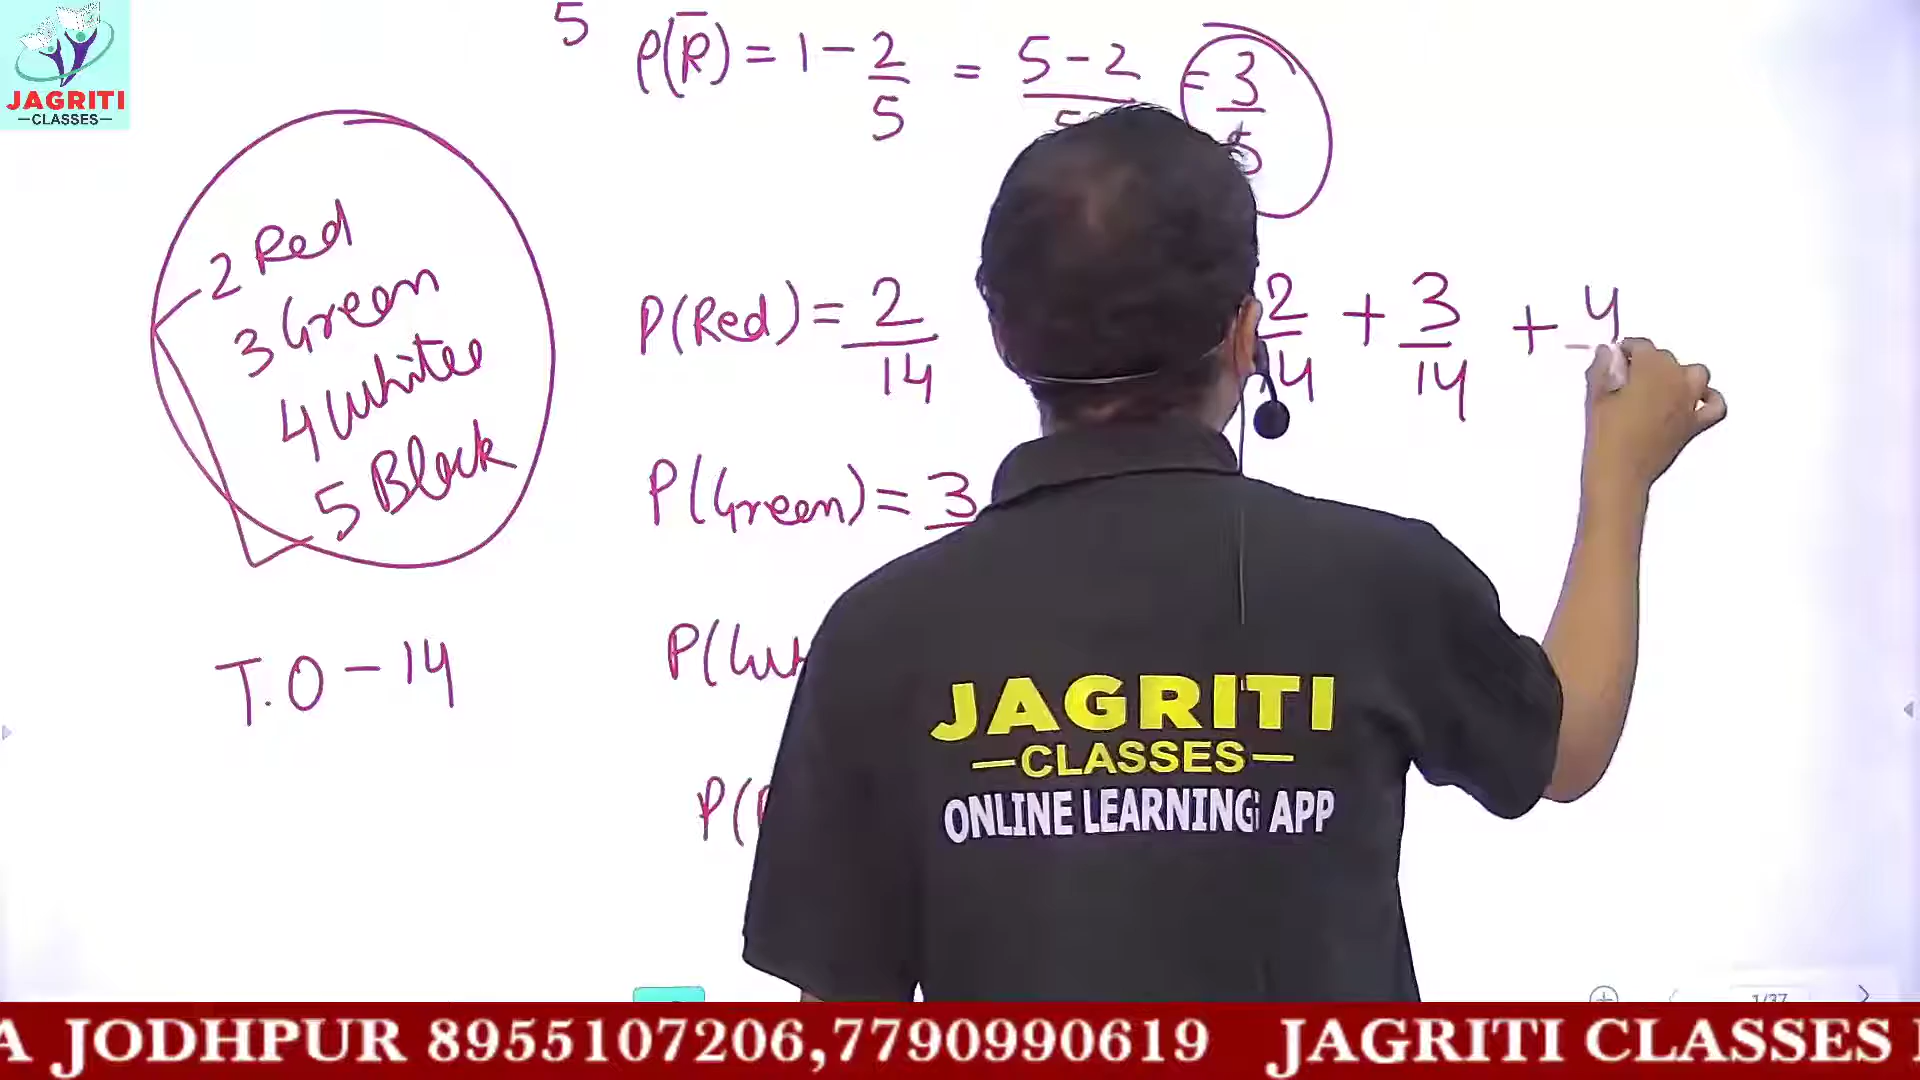 JAGRITI
—CLASSES—
5
P(R̅) = 1 - 2/5 = 5-2/5 = 3/5
2 Red
3 Green
4 White
5 Black
T.O - 14
P(Red) = 2/14
2/14 + 3/14 + 4
P(Green) = 3
P(
P(
JAGRITI
—CLASSES—
ONLINE LEARNING APP
1/37
A JODHPUR 8955107206,7790990619 JAGRITI CLASSES